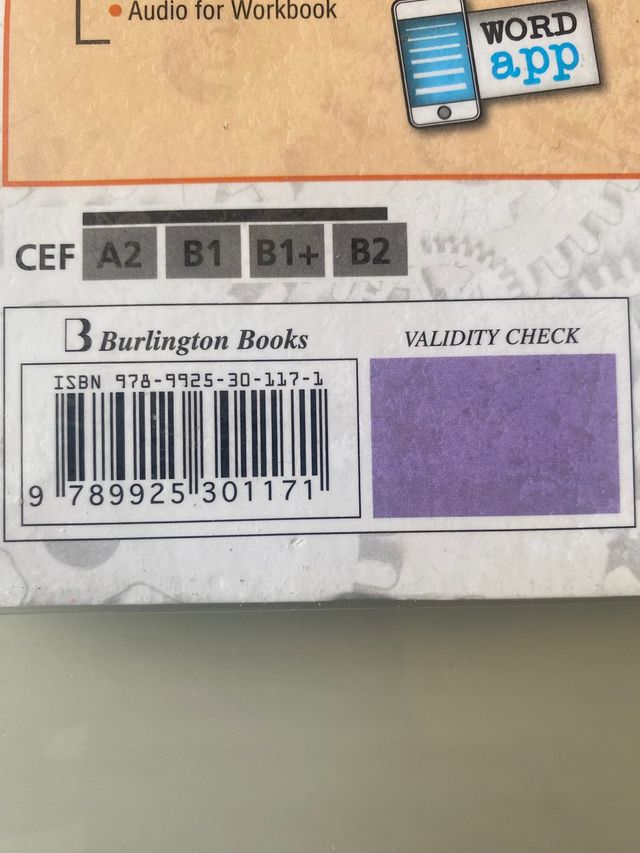 • Audio for Workbook
WORD
app
CEF A2 B1 B1+ B2
B Burlington Books
VALIDITY CHECK
ISBN 978-9925-30-117-1
9 789925 301171